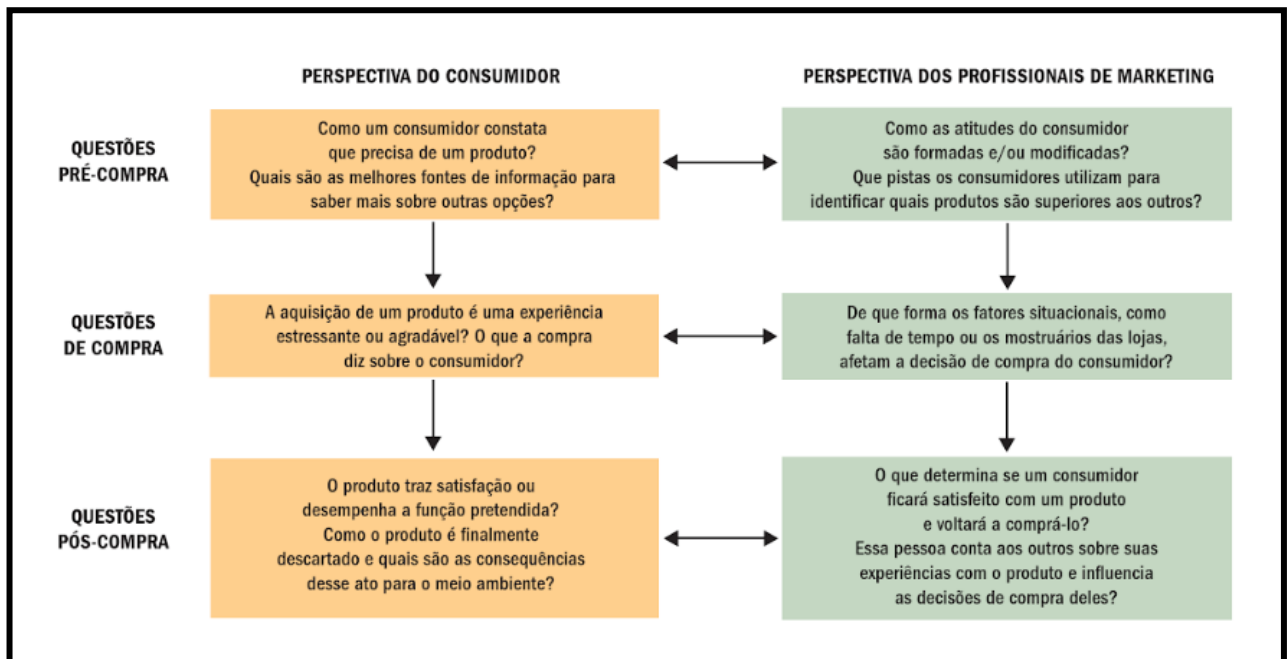 PERSPECTIVA DO CONSUMIDOR
PERSPECTIVA DOS PROFISSIONAIS DE MARKETING
QUESTÕES
PRÉ-COMPRA
Como um consumidor constata
que precisa de um produto?
Quais são as melhores fontes de informação para
saber mais sobre outras opções?
Como as atitudes do consumidor
são formadas e/ou modificadas?
Que pistas os consumidores utilizam para
identificar quais produtos são superiores aos outros?
QUESTÕES
DE COMPRA
A aquisição de um produto é uma experiência
estressante ou agradável? O que a compra
diz sobre o consumidor?
De que forma os fatores situacionais, como
falta de tempo ou os mostruários das lojas,
afetam a decisão de compra do consumidor?
QUESTÕES
PÓS-COMPRA
O produto traz satisfação ou
desempenha a função pretendida?
Como o produto é finalmente
descartado e quais são as consequências
desse ato para o meio ambiente?
O que determina se um consumidor
ficará satisfeito com um produto
e voltará a comprá-lo?
Essa pessoa conta aos outros sobre suas
experiências com o produto e influencia
as decisões de compra deles?